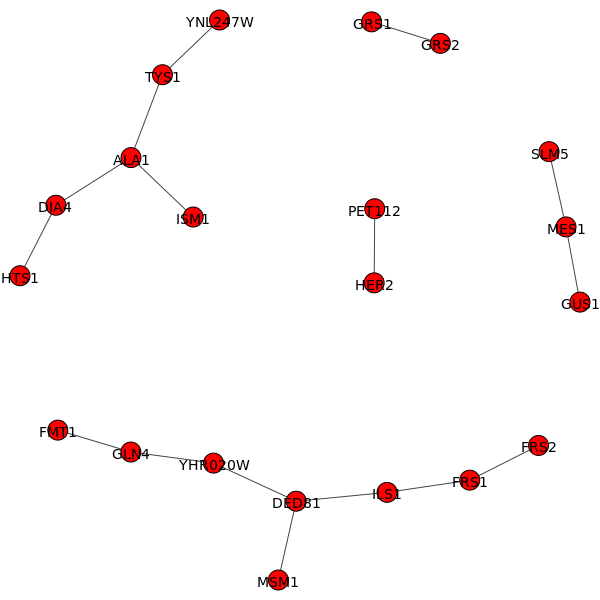 YNL247W
GRS1
GRS2
TYS1
SLM5
ALA1
DIA4
PET112
ISM1
MES1
HTS1
HER2
GUS1
FMT1
GLN4
FRS2
YHR020W
FRS1
ILS1
DED81
MSM1